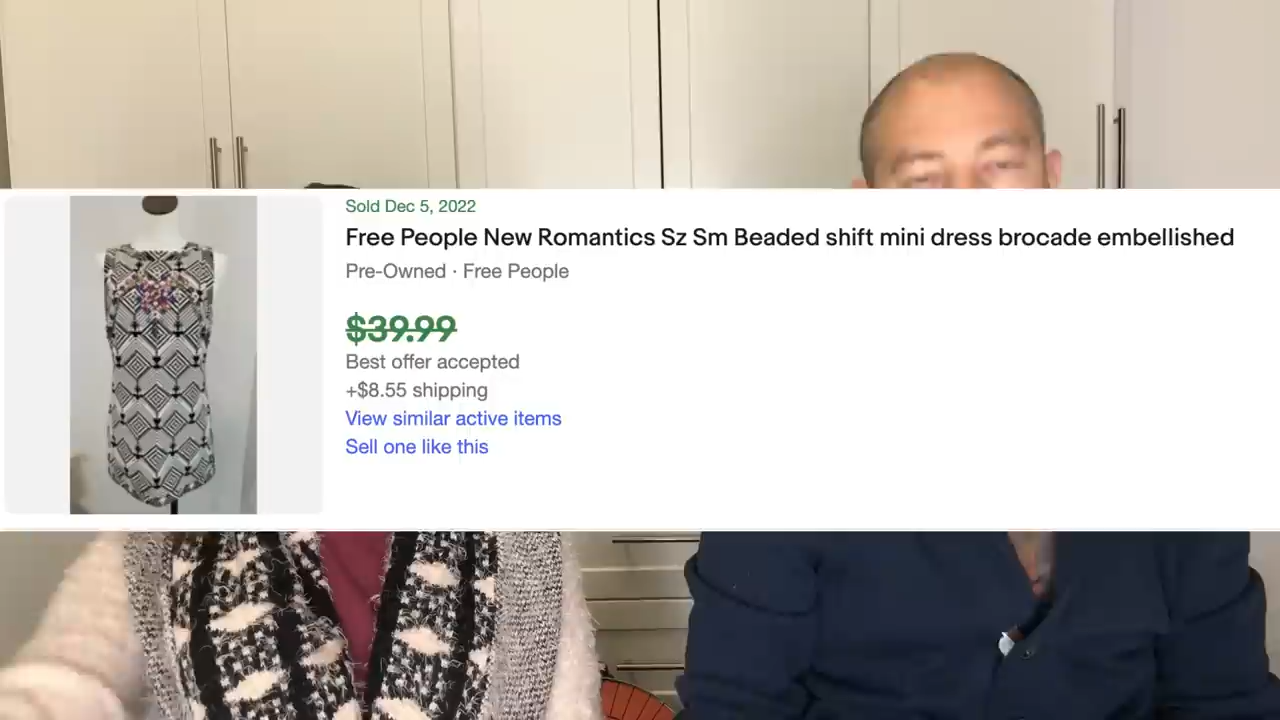 Sold Dec 5, 2022
Free People New Romantics Sz Sm Beaded shift mini dress brocade embellished
Pre-Owned · Free People
$39.99
Best offer accepted
+$8.55 shipping
View similar active items
Sell one like this